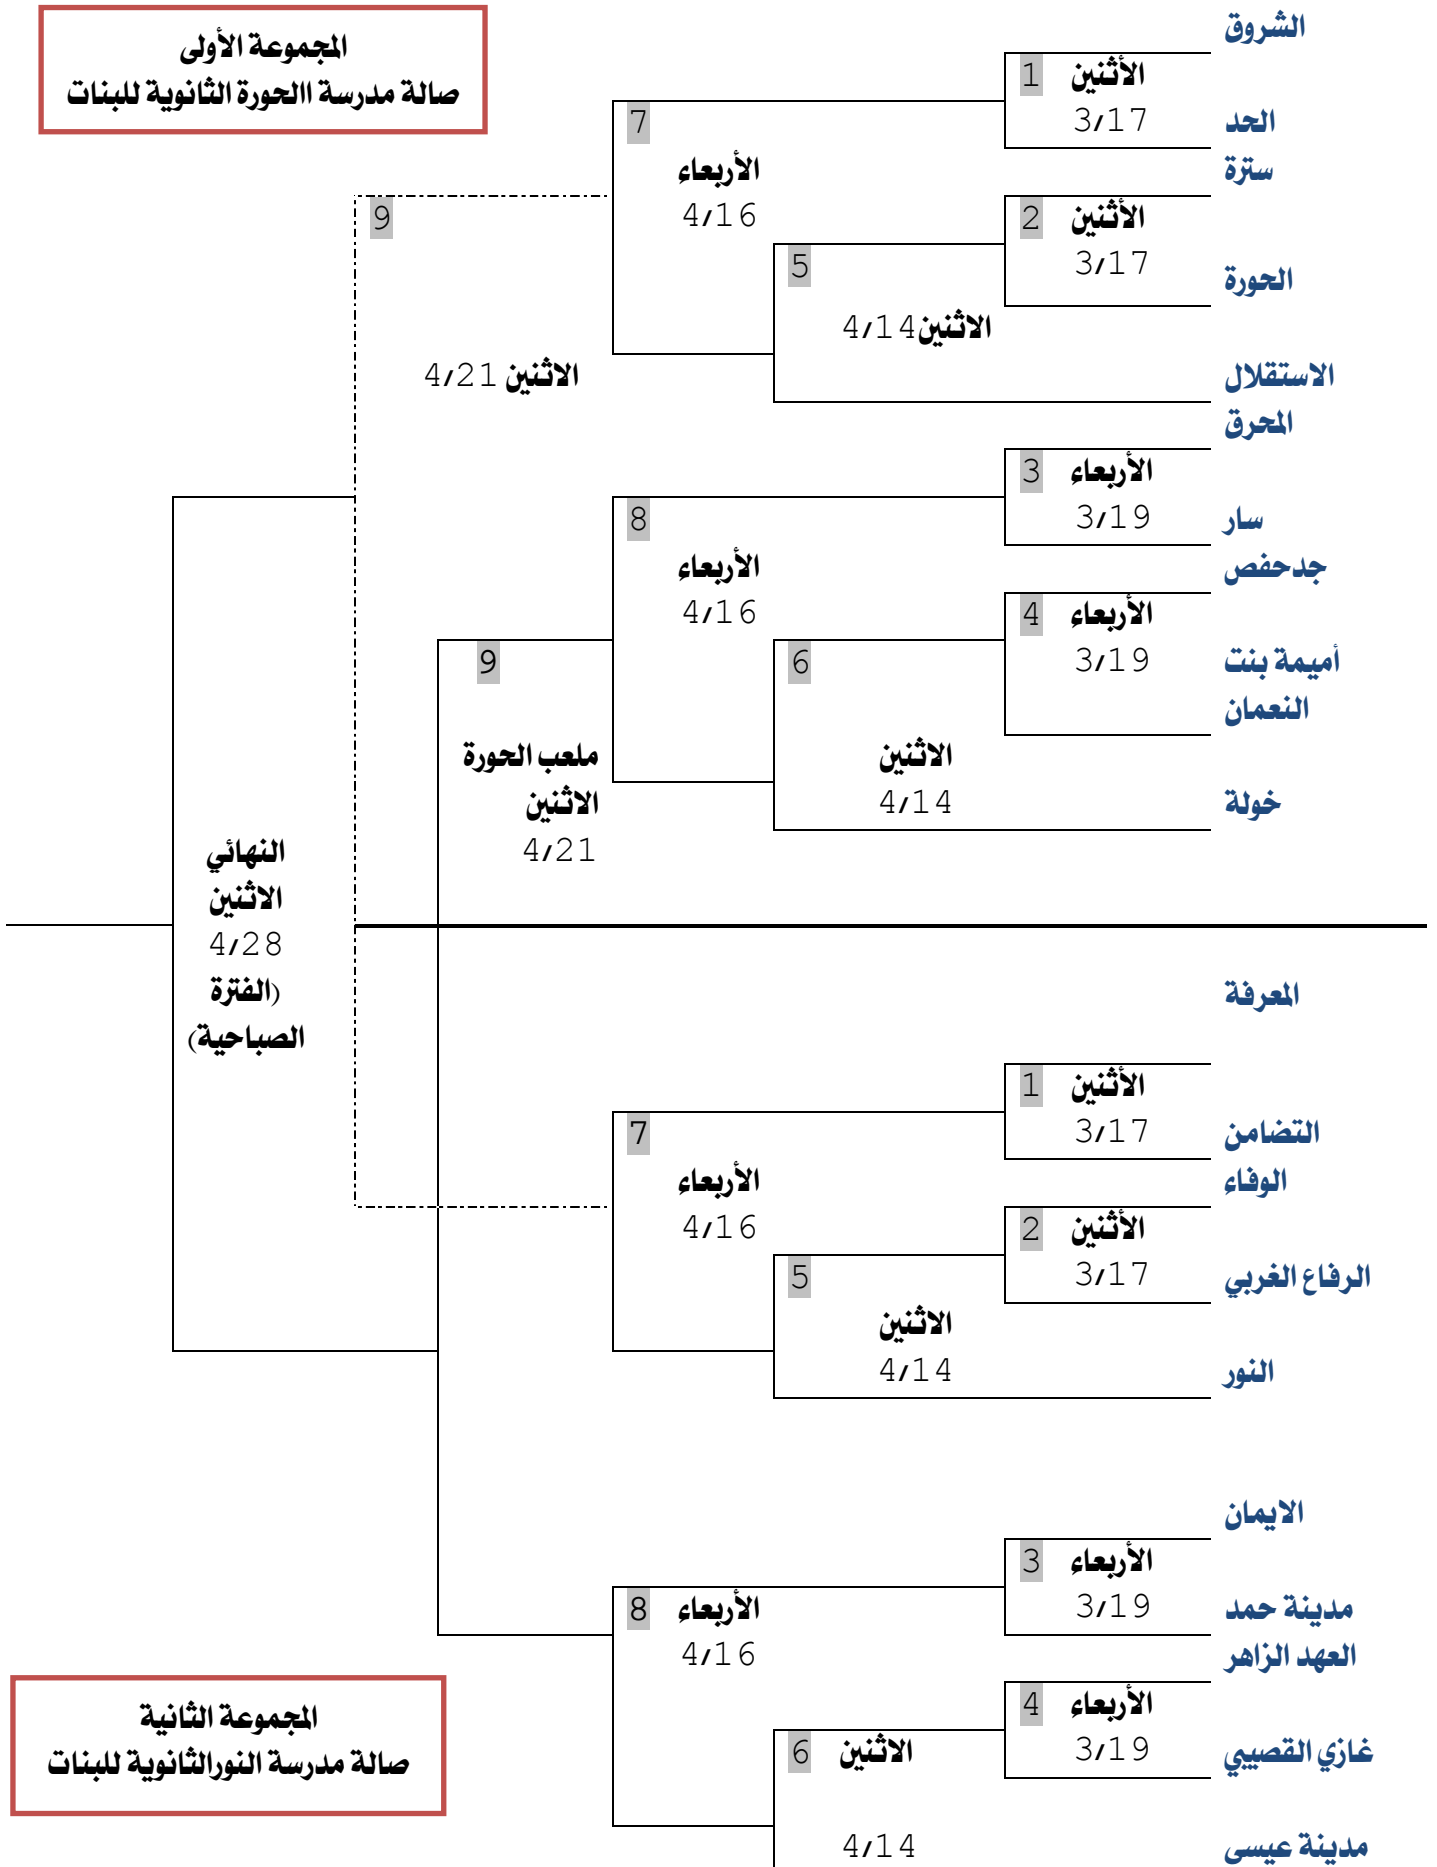 المجموعة الأولى
صالة مدرسة االحورة الثانوية للبنات
الشروق
1 الأثنين
3/17
الحد
7
الأربعاء
4/16
سترة
9
2 الأثنين
3/17
5
الحورة
الاثنين 4/14
الاثنين 4/21
الاستقلال
المحرق
3 الأربعاء
3/19
8
سار
الأربعاء
4/16
جدحفص
4 الأربعاء
3/19
9
6
أميمة بنت
النعمان
ملعب الحورة
الاثنين
4/21
الاثنين
4/14
خولة
النهائي
الاثنين
4/28
(الفترة
الصباحية)
المعرفة
1 الأثنين
3/17
7
التضامن
الأربعاء
4/16
الوفاء
2 الأثنين
3/17
5
الرفاع الغربي
الاثنين
4/14
النور
الايمان
3 الأربعاء
3/19
8 الأربعاء
4/16
مدينة حمد
العهد الزاهر
4 الأربعاء
3/19
المجموعة الثانية
صالة مدرسة النورالثانوية للبنات
6 الاثنين
غازي القصيبي
4/14
مدينة عيسى